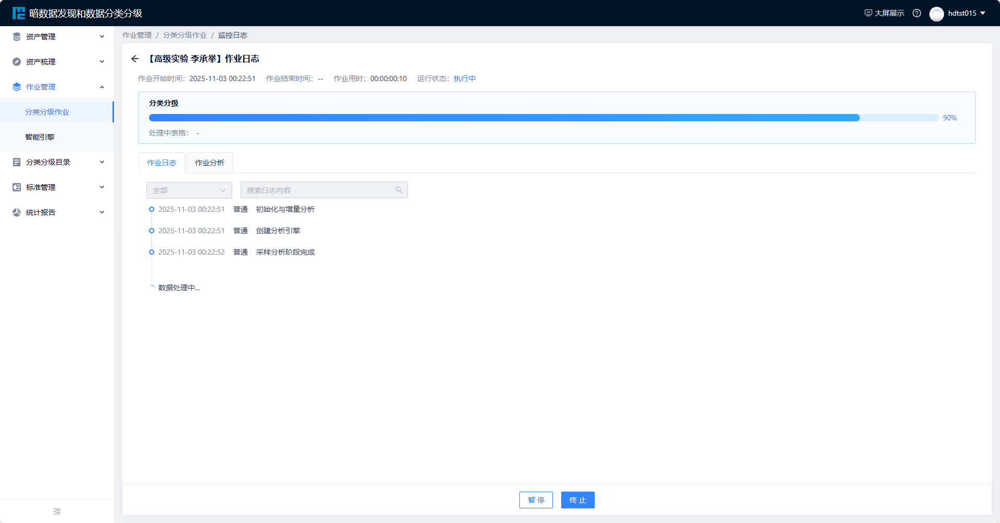 暗数据发现和数据分类分级
大屏展示
hdtst015
资产管理
资产梳理
作业管理
分类分级作业
智能引擎
分类分级目录
标准管理
统计报告
作业管理 / 分类分级作业 / 监控日志
【高级实验 李承举】作业日志
作业开始时间：2025-11-03 00:22:51 作业结束时间：-- 作业用时：00:00:00:10 运行状态：执行中
分类分级
90%
处理中表格： -
作业日志 作业分析
全部 搜索日志内容
2025-11-03 00:22:51 普通 初始化与增量分析
2025-11-03 00:22:51 普通 创建分析引擎
2025-11-03 00:22:52 普通 采样分析阶段完成
数据处理中...
暂停 终止